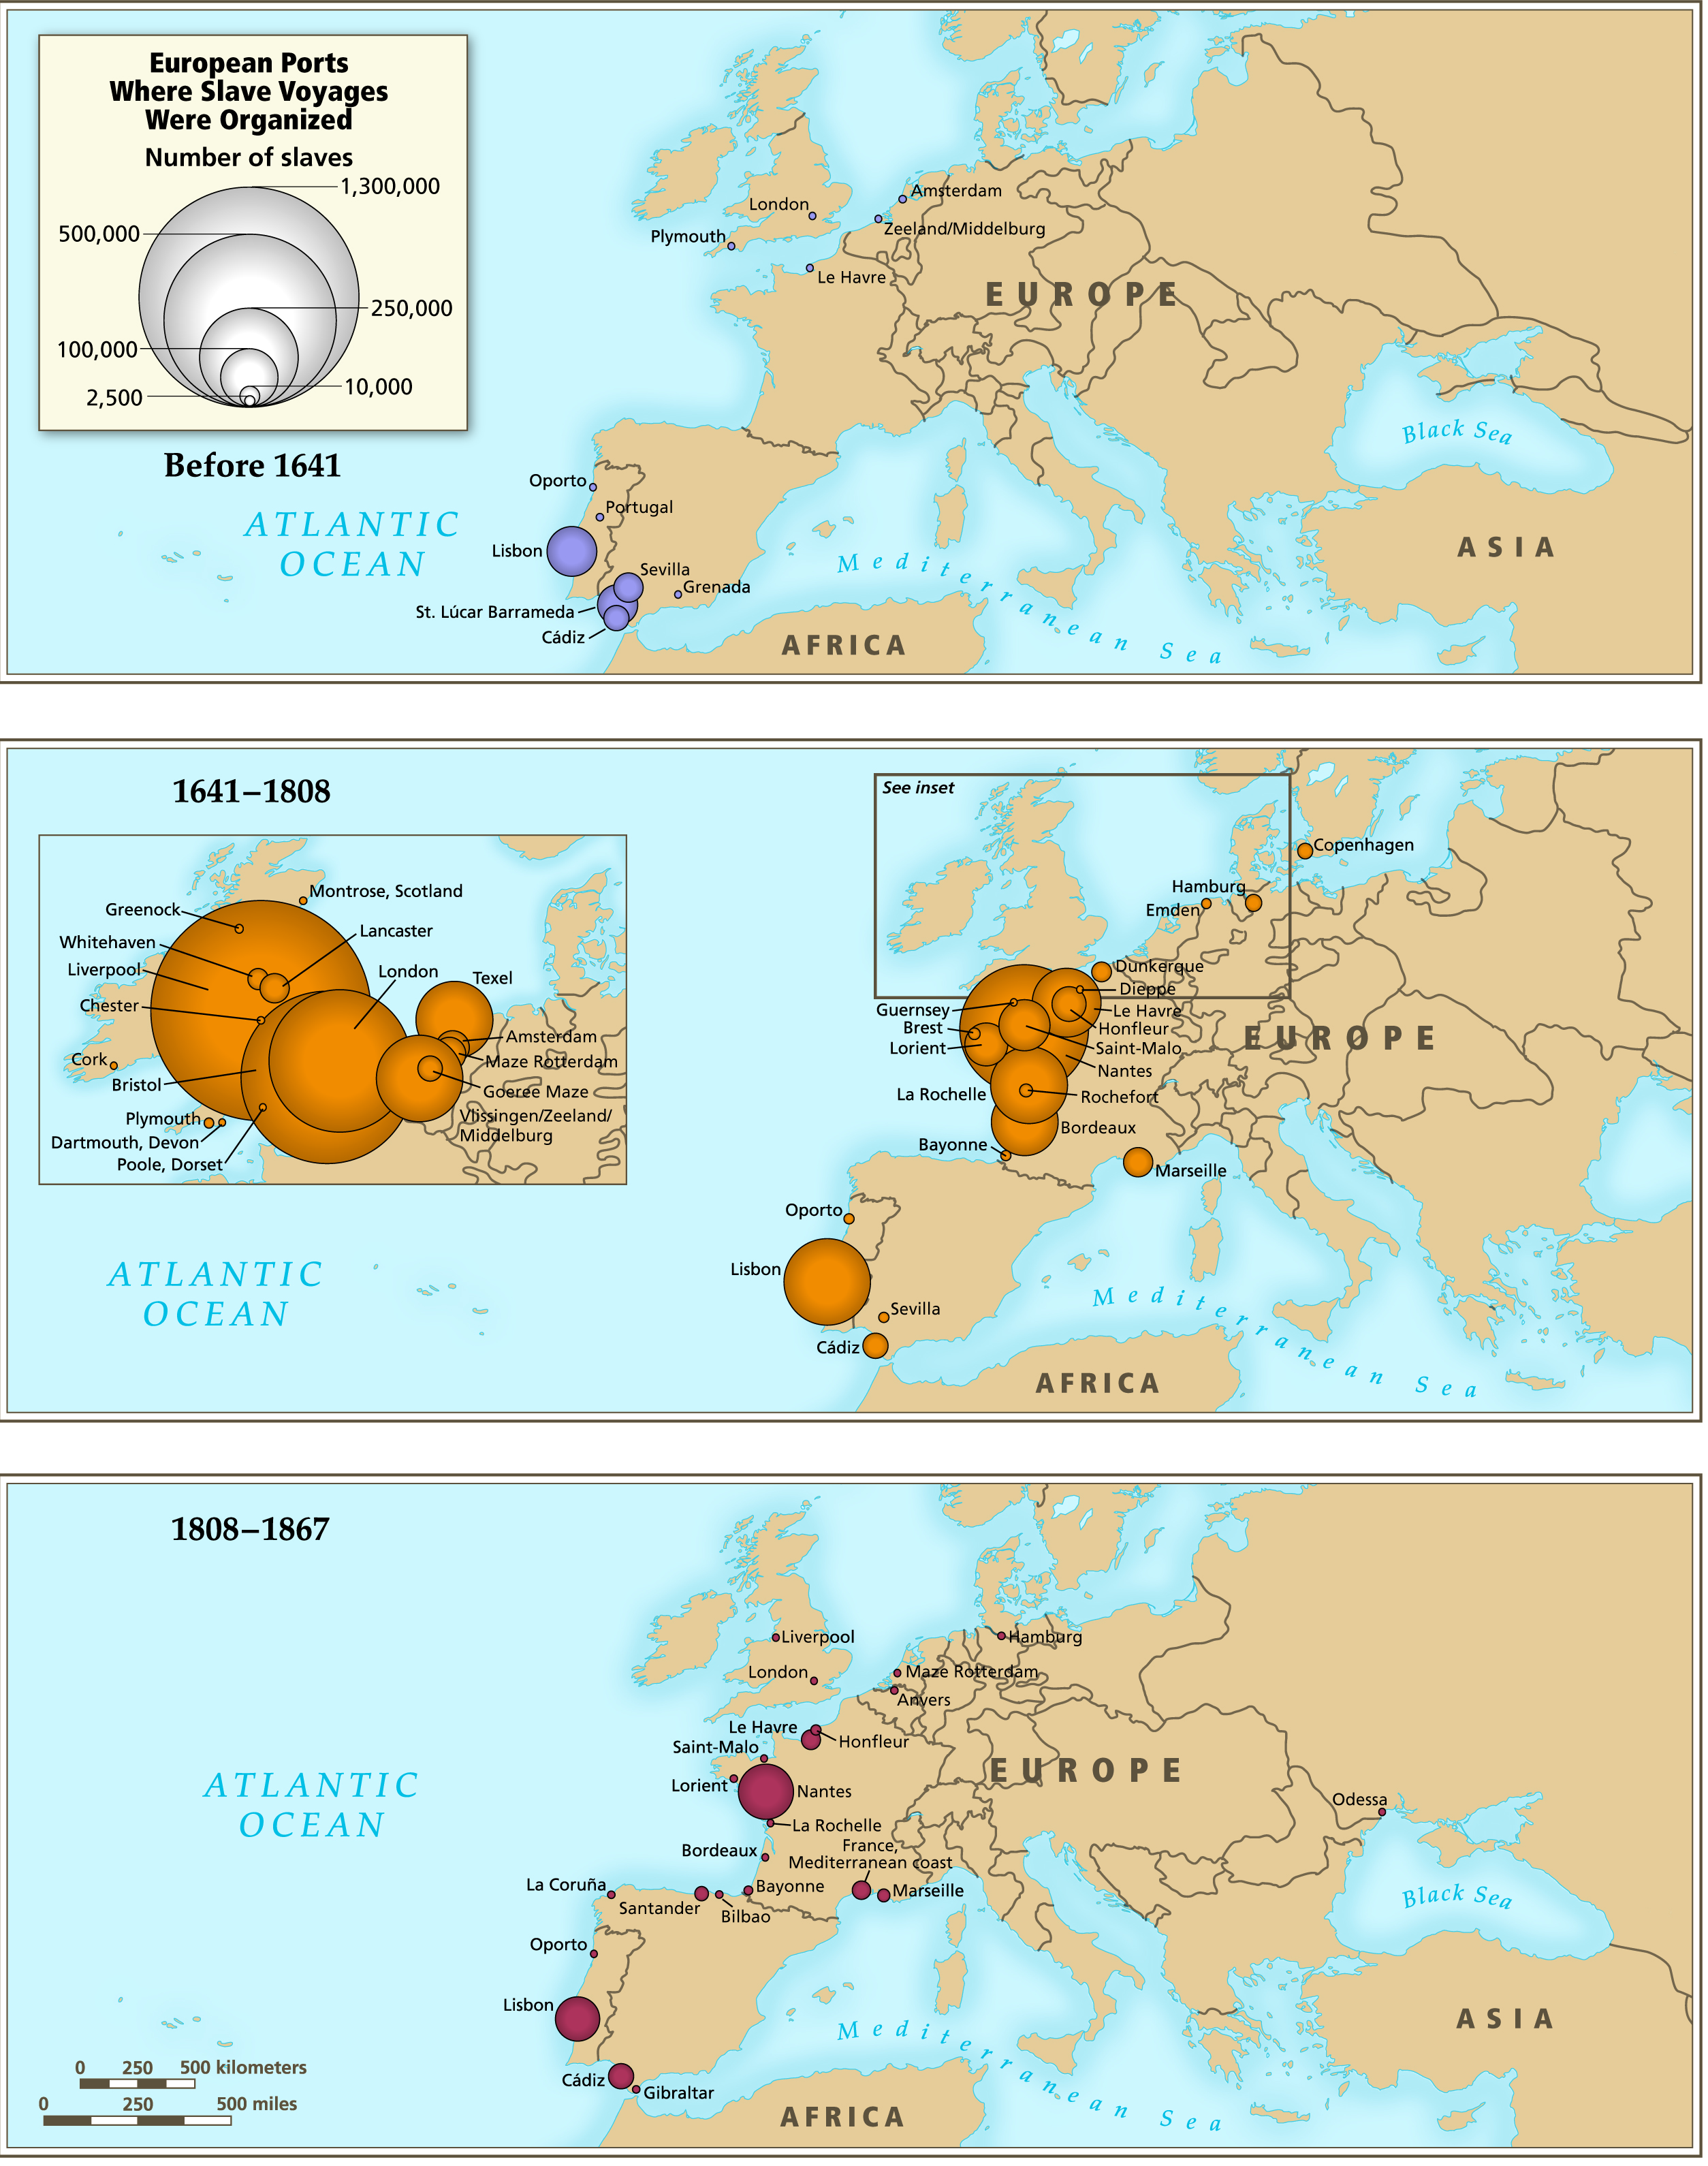 European Ports
Where Slave Voyages
Were Organized
Number of slaves
1,300,000
500,000
250,000
100,000
10,000
2,500
Before 1641
ATLANTIC
OCEAN
Amsterdam
London
Zeeland/Middelburg
Plymouth
Le Havre
EUROPE
Black Sea
Oporto
Portugal
Lisbon
Sevilla
Grenada
St. Lúcar Barrameda
Cádiz
Mediterranean Sea
ASIA
AFRICA
1641–1808
Montrose, Scotland
Greenock
Lancaster
Whitehaven
Liverpool
London
Texel
Chester
Amsterdam
Cork
Maze Rotterdam
Bristol
Goeree Maze
Plymouth
Vlissingen/Zeeland/
Middelburg
Dartmouth, Devon
Poole, Dorset
See inset
Copenhagen
Hamburg
Emden
Dunkerque
Dieppe
Guernsey
Le Havre
Brest
Honfleur
Lorient
Saint-Malo
EUROPE
Nantes
La Rochelle
Rochefort
Bordeaux
Bayonne
Marseille
Oporto
Lisbon
Sevilla
Cádiz
ATLANTIC
OCEAN
Mediterranean Sea
AFRICA
1808–1867
Liverpool
Hamburg
London
Maze Rotterdam
Anvers
Le Havre
Honfleur
Saint-Malo
Lorient
Nantes
EUROPE
ATLANTIC
OCEAN
Odessa
La Rochelle
Bordeaux
France,
Mediterranean coast
La Coruña
Bayonne
Marseille
Santander
Bilbao
Black Sea
Oporto
Lisbon
ASIA
Mediterranean Sea
Cádiz
Gibraltar
AFRICA
0 250 500 kilometers
0 250 500 miles